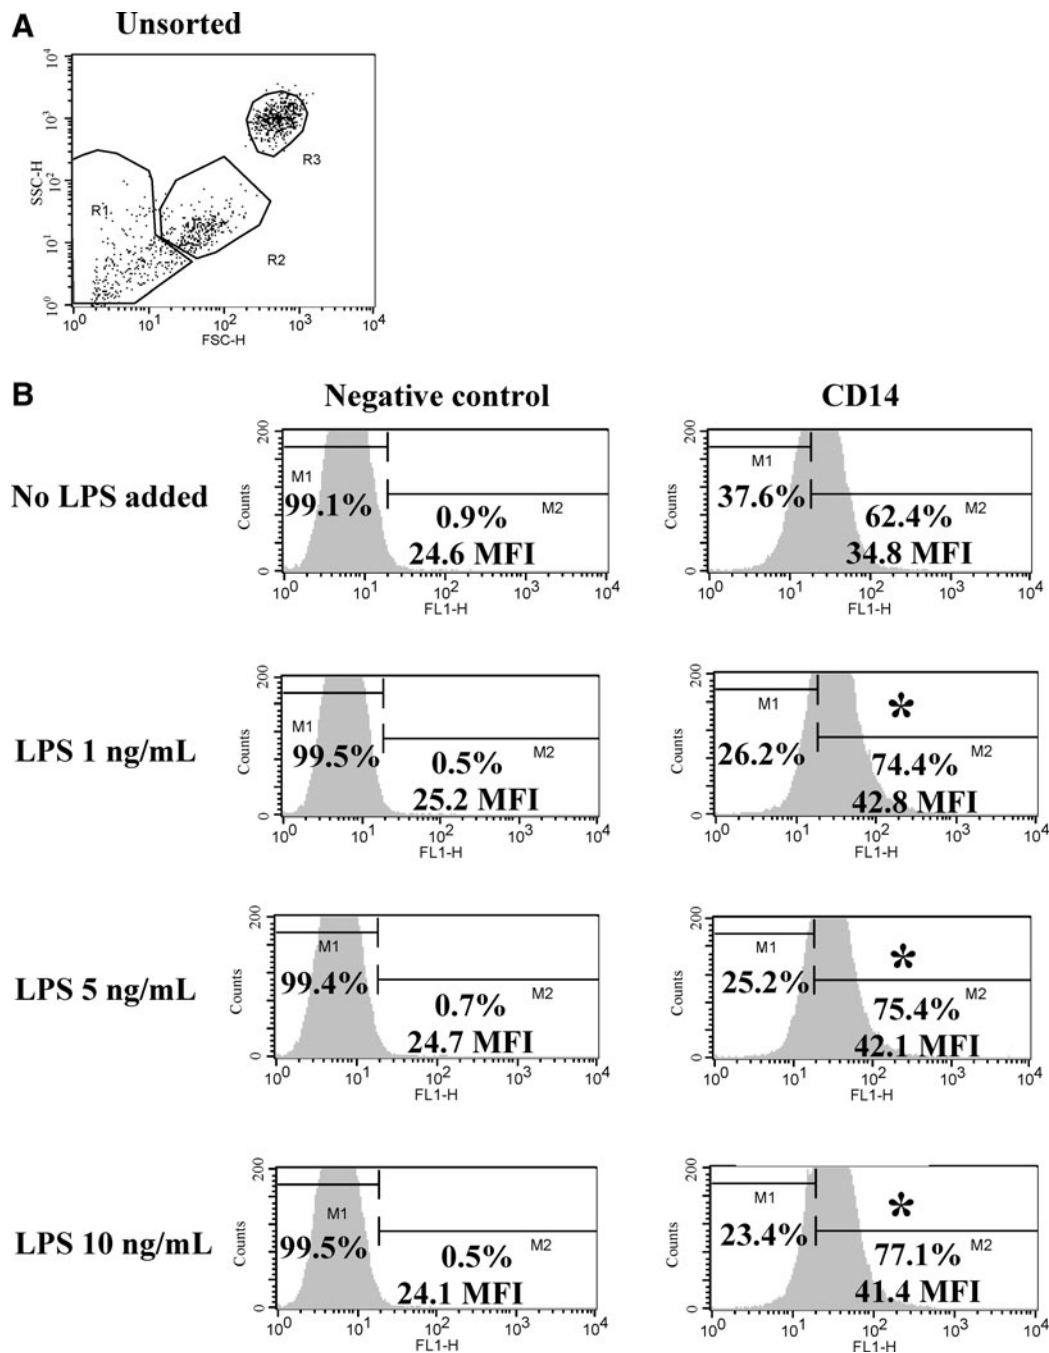 A
Unsorted
10^4
10^3
10^2
10^1
10^0
SSC-H
R1
R2
R3
10^0 10^1 10^2 10^3 10^4
FSC-H
B
Negative control
CD14
No LPS added
200
Counts
0
M1
99.1%
0.9%
M2
24.6 MFI
10^0 10^1 10^2 10^3 10^4
FL1-H
200
Counts
0
M1
37.6%
62.4%
M2
34.8 MFI
10^0 10^1 10^2 10^3 10^4
FL1-H
LPS 1 ng/mL
200
Counts
0
M1
99.5%
0.5%
M2
25.2 MFI
10^0 10^1 10^2 10^3 10^4
FL1-H
200
Counts
0
M1
*
26.2%
74.4%
M2
42.8 MFI
10^0 10^1 10^2 10^3 10^4
FL1-H
LPS 5 ng/mL
200
Counts
0
M1
99.4%
0.7%
M2
24.7 MFI
10^0 10^1 10^2 10^3 10^4
FL1-H
200
Counts
0
M1
*
25.2%
75.4%
M2
42.1 MFI
10^0 10^1 10^2 10^3 10^4
FL1-H
LPS 10 ng/mL
200
Counts
0
M1
99.5%
0.5%
M2
24.1 MFI
10^0 10^1 10^2 10^3 10^4
FL1-H
200
Counts
0
M1
*
23.4%
77.1%
M2
41.4 MFI
10^0 10^1 10^2 10^3 10^4
FL1-H